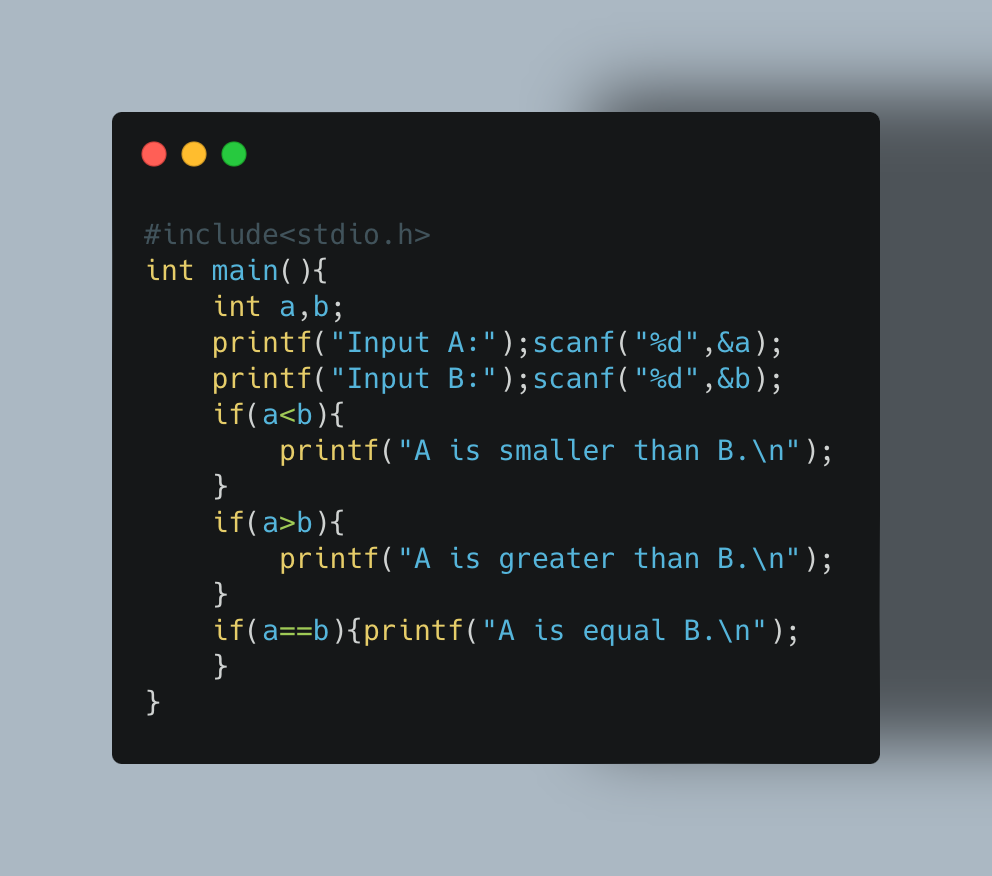 #include<stdio.h>
int main(){
    int a,b;
    printf("Input A:");scanf("%d",&a);
    printf("Input B:");scanf("%d",&b);
    if(a<b){
        printf("A is smaller than B.\n");
    }
    if(a>b){
        printf("A is greater than B.\n");
    }
    if(a==b){printf("A is equal B.\n");
    }
}